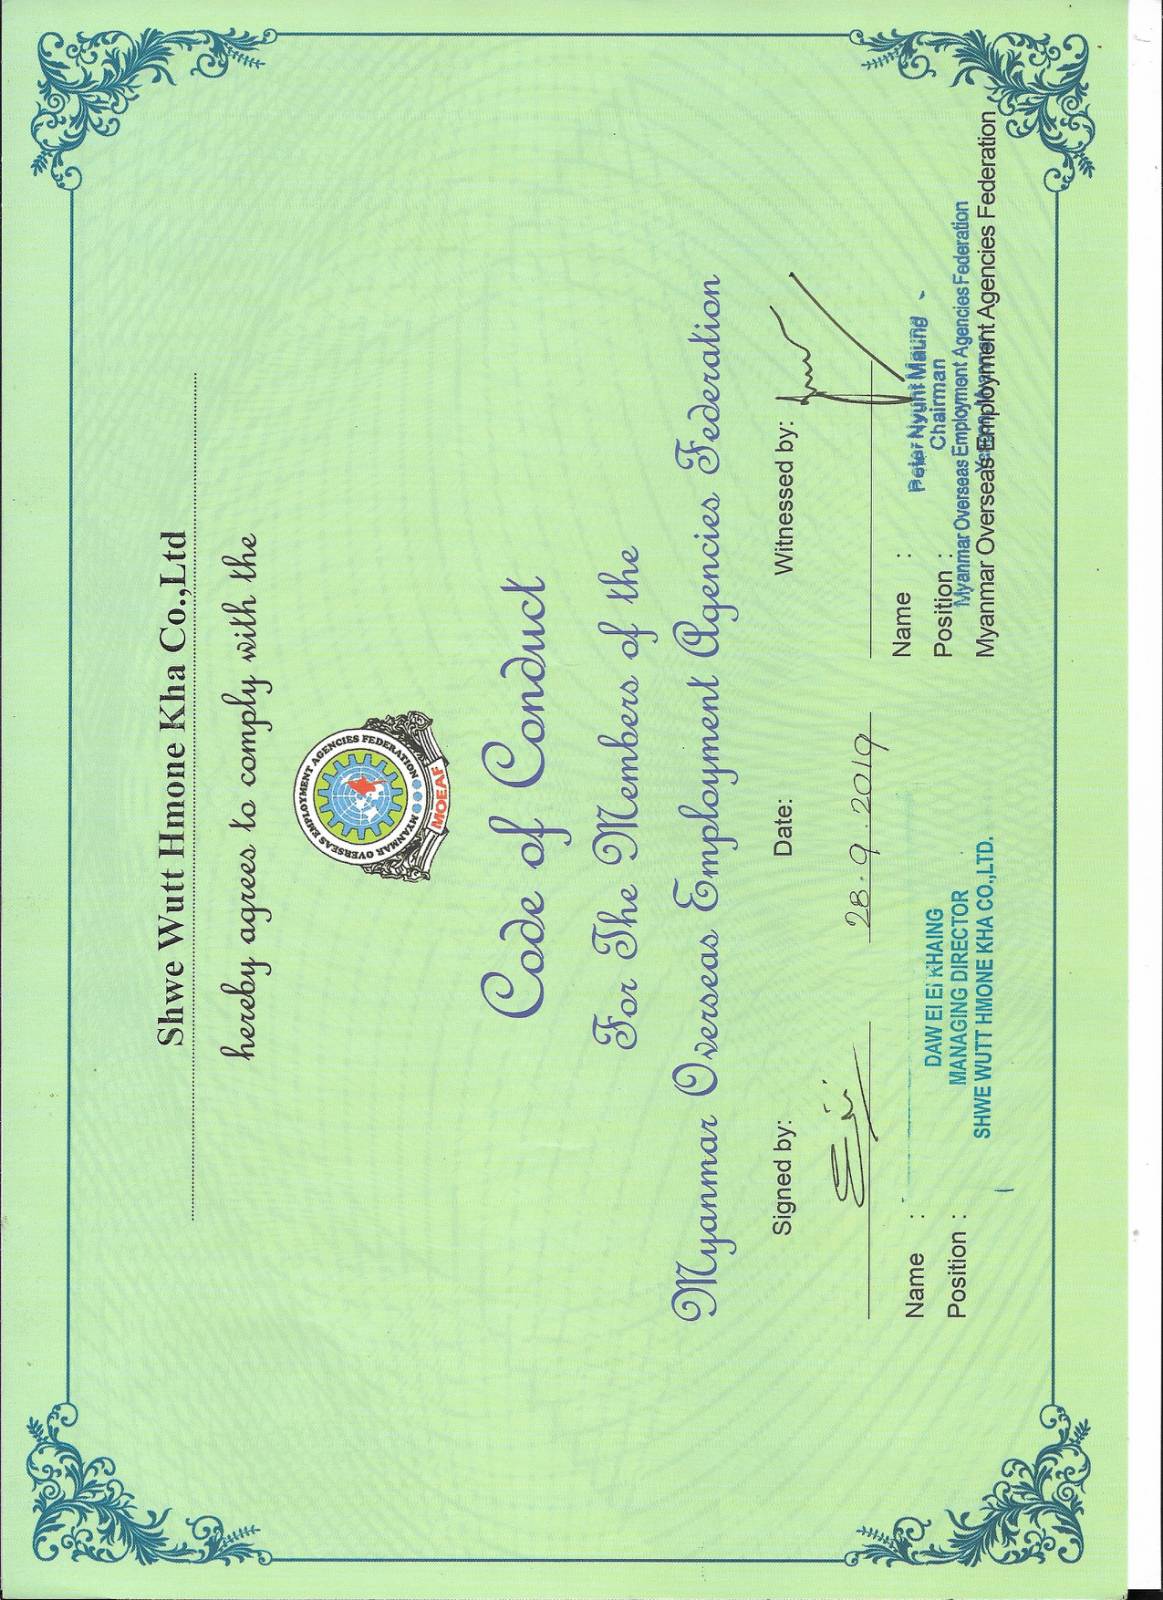 Shwe Wutt Hmone Kha Co.,Ltd
hereby agrees to comply with the
MYANMAR OVERSEAS EMPLOYMENT AGENCIES FEDERATION
MOEAF
Code of Conduct
For The Members of the
Myanmar Overseas Employment Agencies Federation
Signed by:
Date:
Witnessed by:
28.9.2019
Name :
DAW EI EI KHAING
Position :
MANAGING DIRECTOR
SHWE WUTT HMONE KHA CO.,LTD.
Name :
Peter Nyunt Maung
Position :
Chairman
Myanmar Overseas Employment Agencies Federation
Myanmar Overseas Employment Agencies Federation